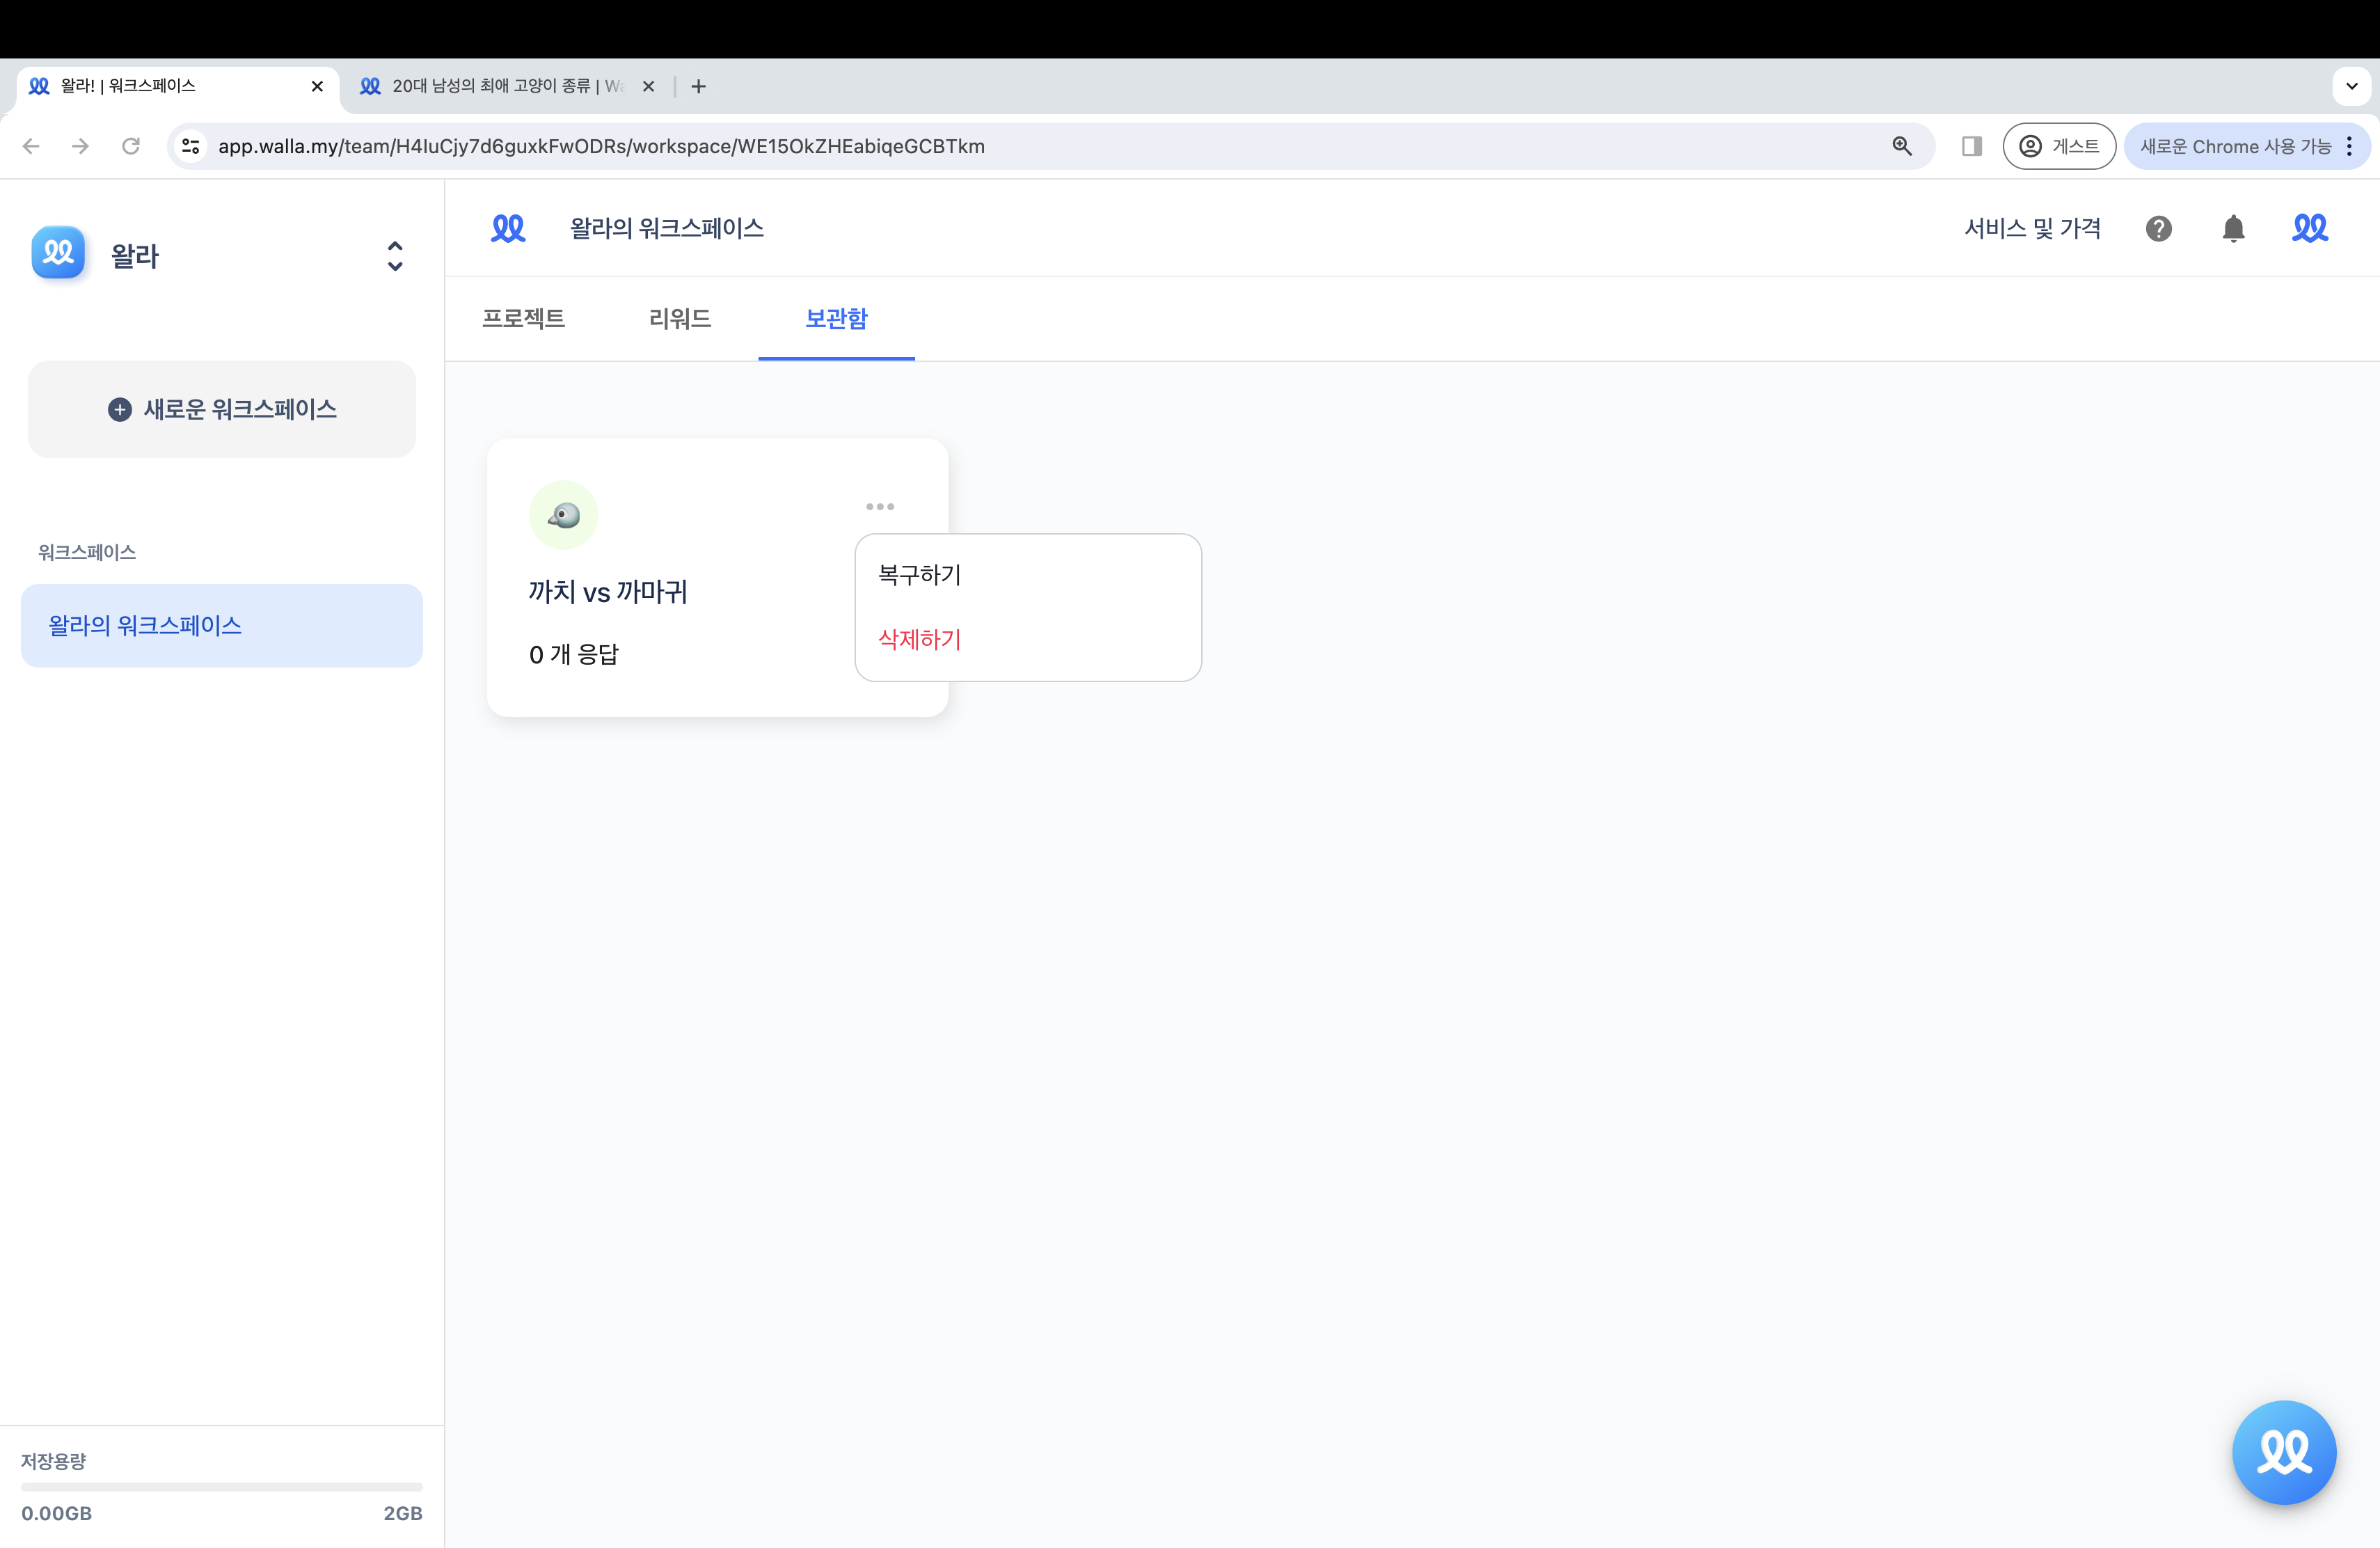 왈라! | 워크스페이스
20대 남성의 최애 고양이 종류 | Wa
app.walla.my/team/H4IuCjy7d6guxkFwODRs/workspace/WE15OkZHEabiqeGCBTkm
게스트
새로운 Chrome 사용 가능
왈라
왈라의 워크스페이스
서비스 및 가격
프로젝트
리워드
보관함
새로운 워크스페이스
워크스페이스
왈라의 워크스페이스
까치 vs 까마귀
0 개 응답
복구하기
삭제하기
저장용량
0.00GB
2GB